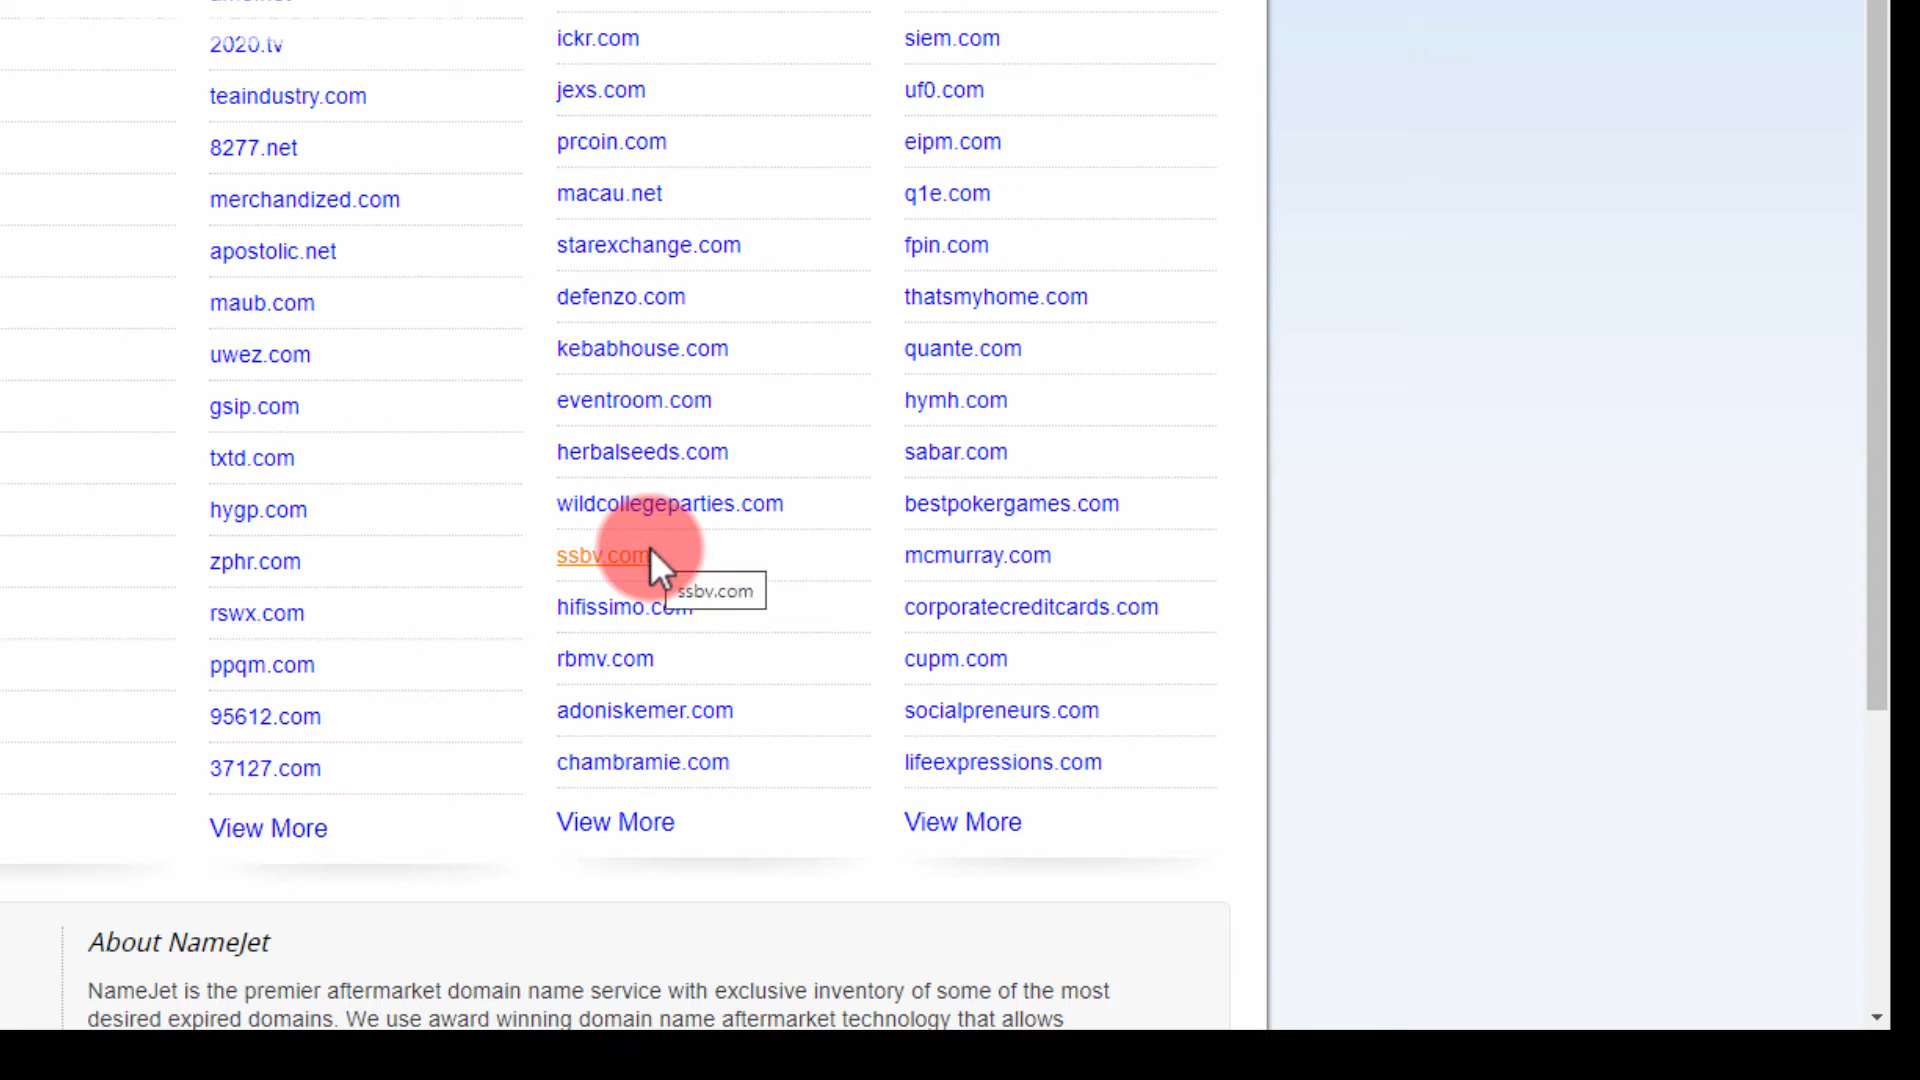 2020.tv
teaindustry.com
8277.net
merchandized.com
apostolic.net
maub.com
uwez.com
gsip.com
txtd.com
hygp.com
zphr.com
rswx.com
ppqm.com
95612.com
37127.com
View More
ickr.com
jexs.com
prcoin.com
macau.net
starexchange.com
defenzo.com
kebabhouse.com
eventroom.com
herbalseeds.com
wildcollegeparties.com
ssbv.com
ssbv.com
hifissimo.com
rbmv.com
adoniskemer.com
chambramie.com
View More
siem.com
uf0.com
eipm.com
q1e.com
fpin.com
thatsmyhome.com
quante.com
hymh.com
sabar.com
bestpokergames.com
mcmurray.com
corporatecreditcards.com
cupm.com
socialpreneurs.com
lifeexpressions.com
View More
About NameJet
NameJet is the premier aftermarket domain name service with exclusive inventory of some of the most
desired expired domains. We use award winning domain name aftermarket technology that allows